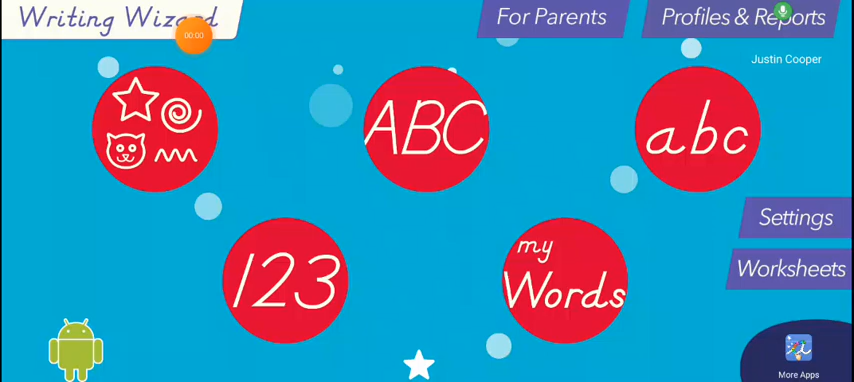 Writing Wizard
00:00
For Parents
Profiles & Reports
Justin Cooper
ABC
abc
Settings
123
my
Words
Worksheets
More Apps